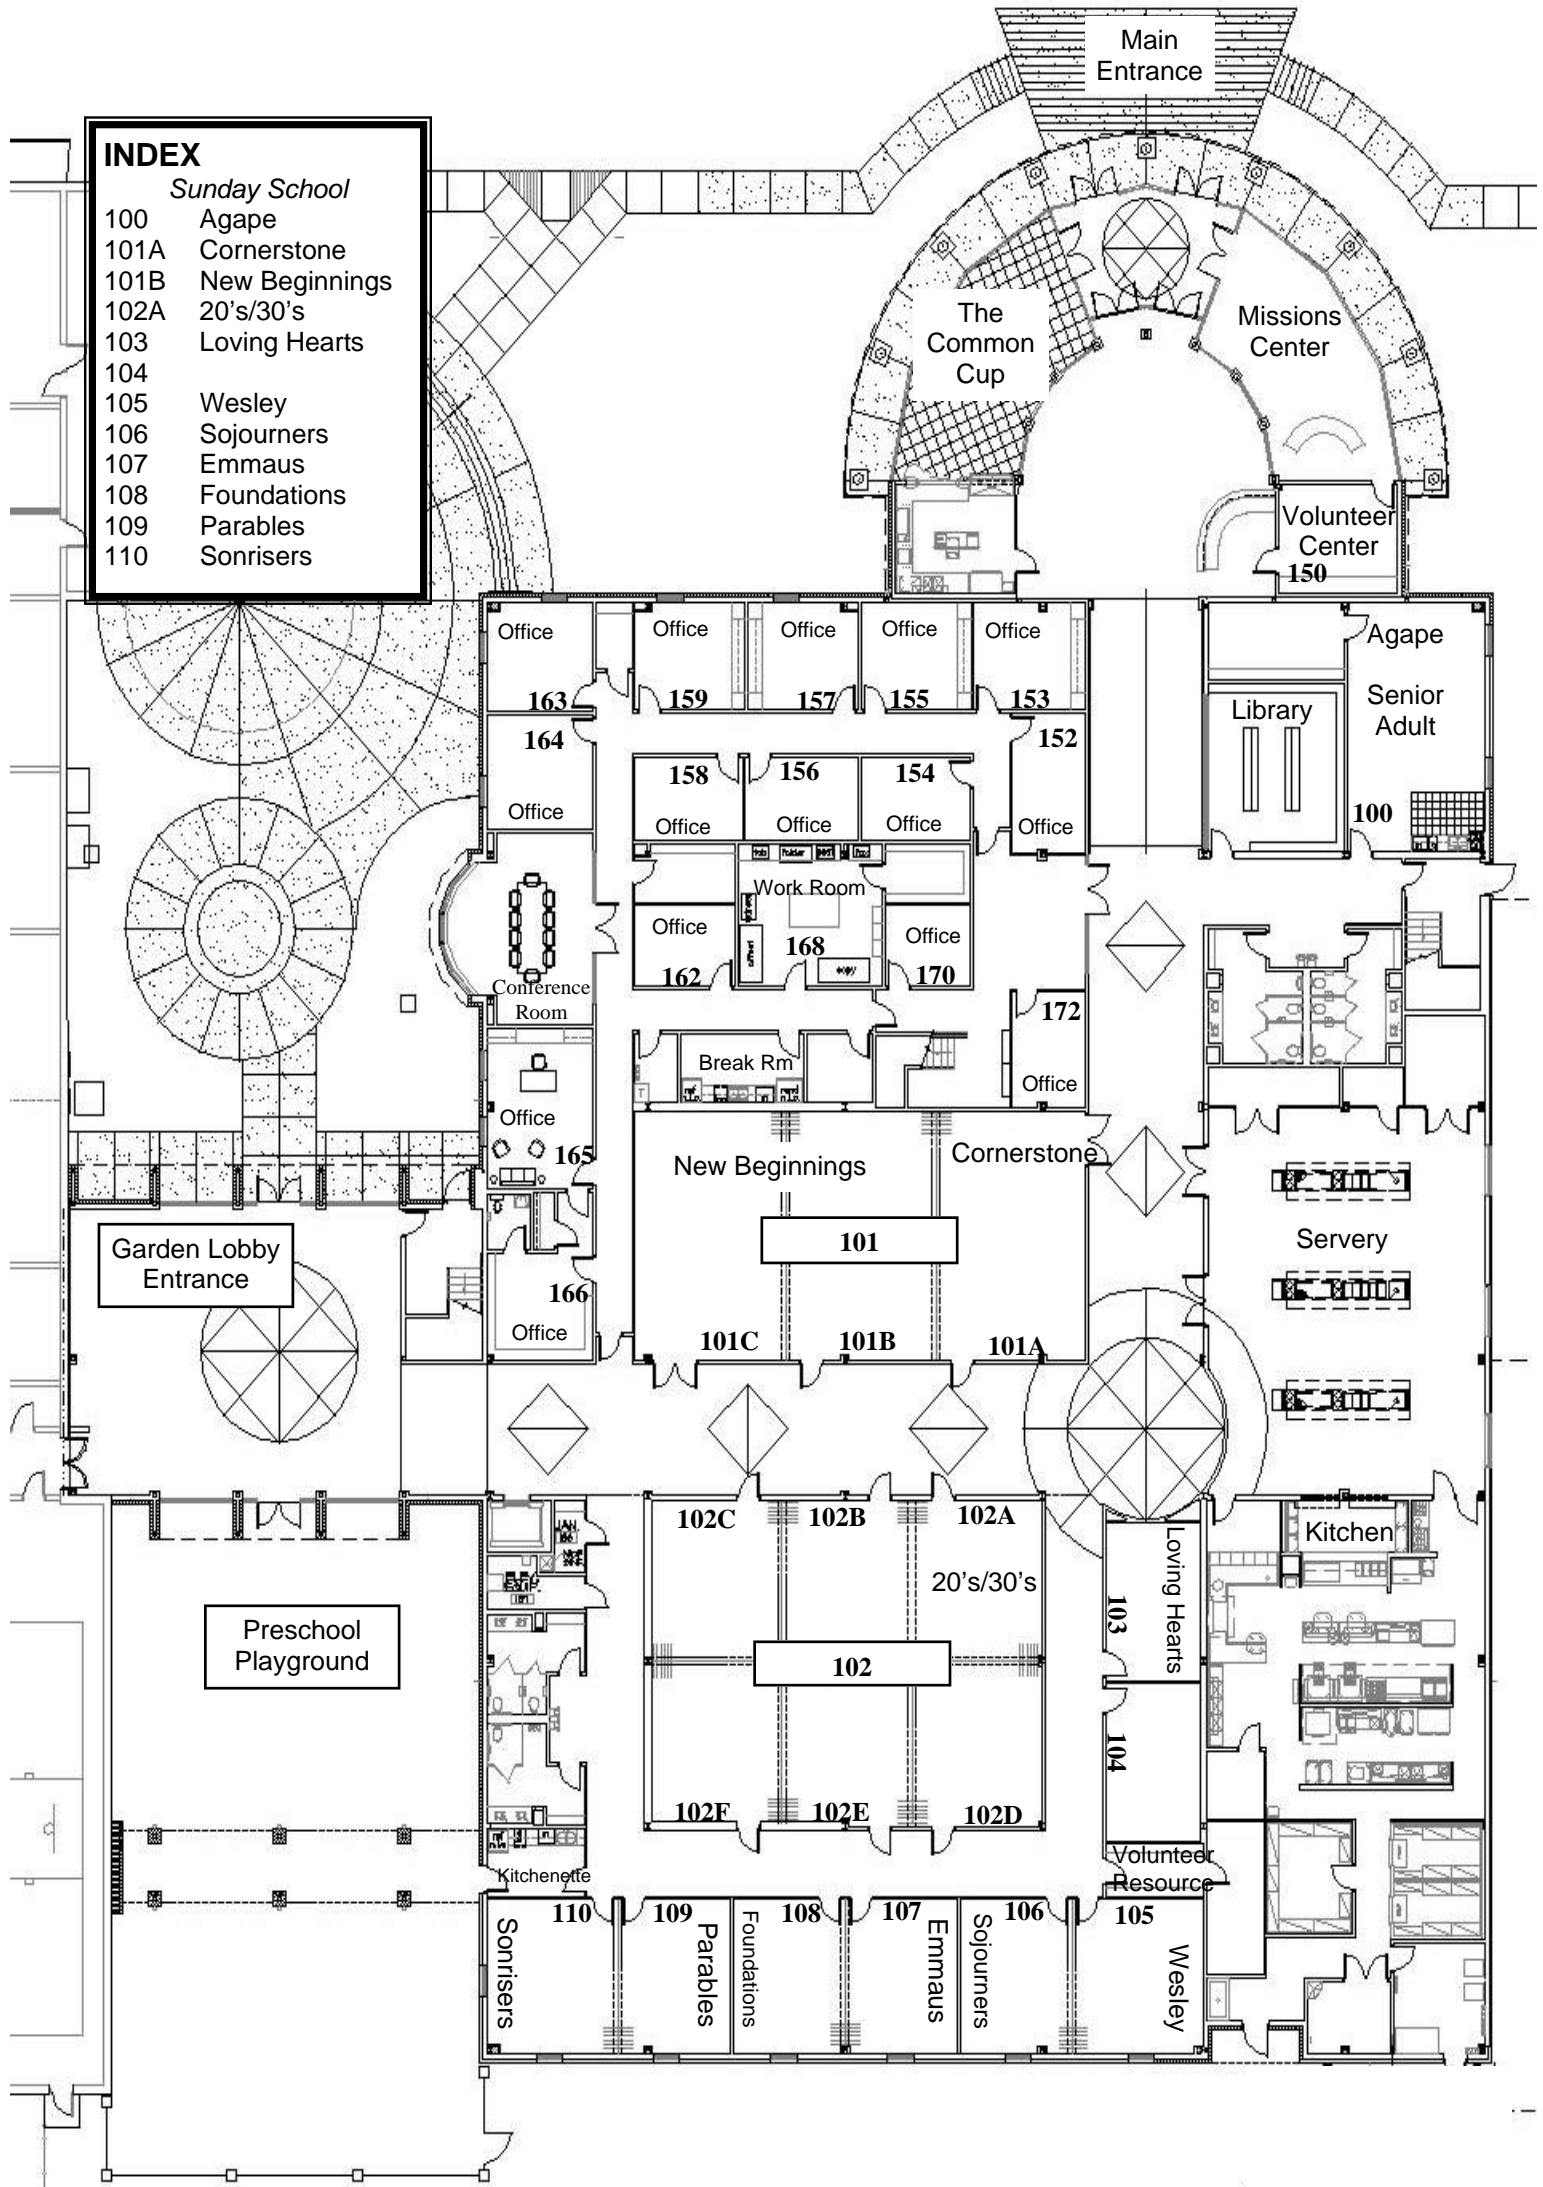 Main
Entrance
INDEX
Sunday School
100 Agape
101A Cornerstone
101B New Beginnings
102A 20's/30's
103 Loving Hearts
104
105 Wesley
106 Sojourners
107 Emmaus
108 Foundations
109 Parables
110 Sonrisers
The
Common
Cup
Missions
Center
Volunteer
Center
150
Office
163
Office
159
Office
157
Office
155
Office
153
Agape
Senior
Adult
100
Library
164
Office
158
Office
156
Office
154
Office
152
Office
Work Room
168
Office
162
Office
170
Conference
Room
172
Office
Break Rm
Office
165
New Beginnings
Cornerstone
101
101C
101B
101A
Servery
Garden Lobby
Entrance
166
Office
102C
102B
102A
20's/30's
102
102F
102E
102D
Loving Hearts
103
104
Kitchen
Preschool
Playground
Kitchenette
Volunteer
Resource
110
Sonrisers
109
Parables
108
Foundations
107
Emmaus
106
Sojourners
105
Wesley